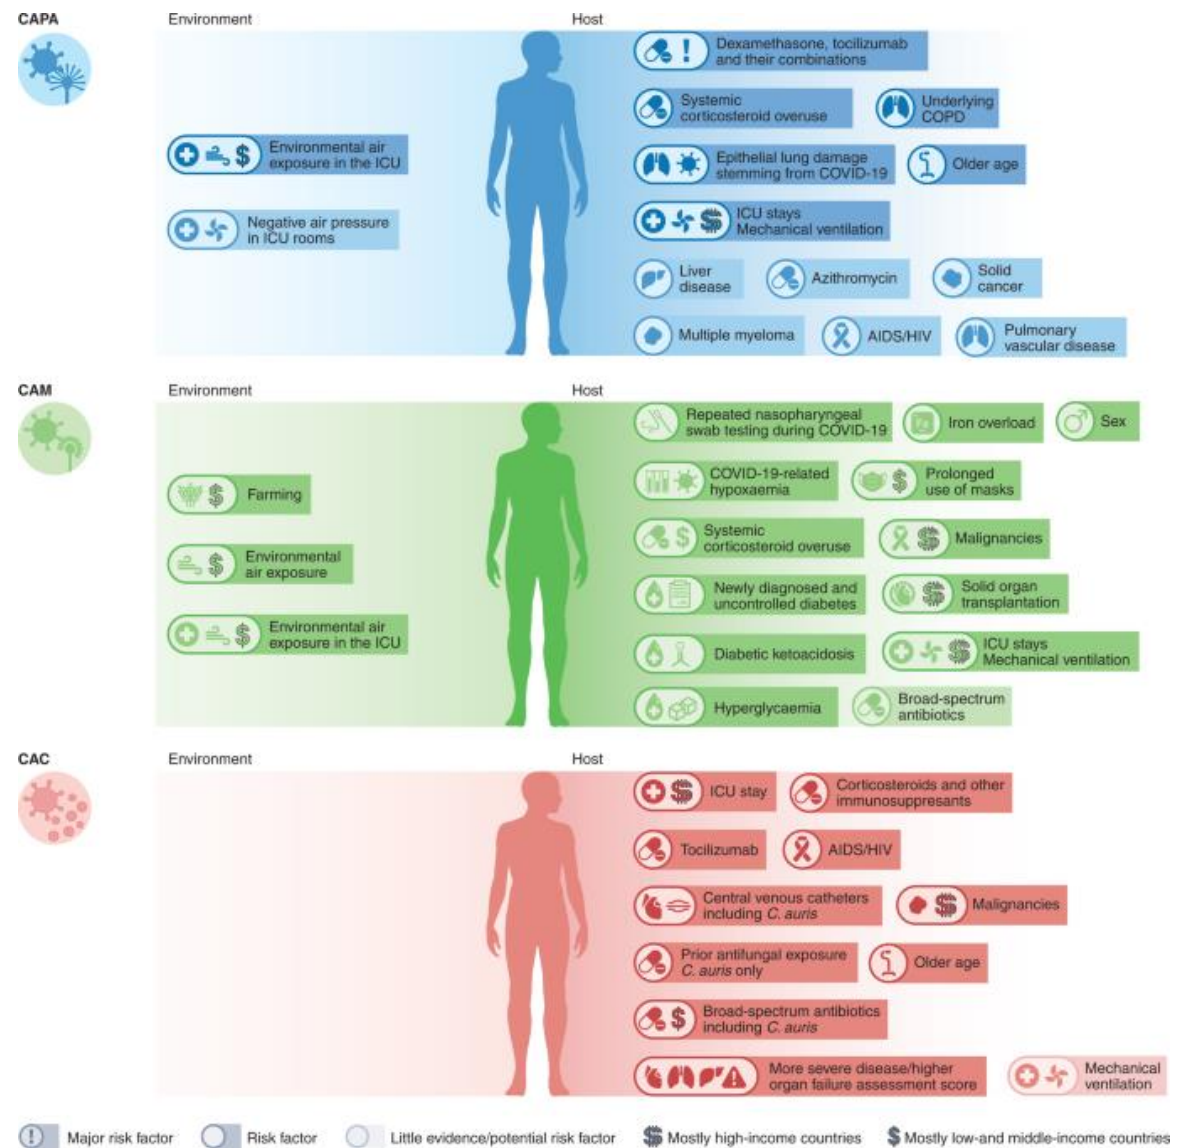 CAPA
Environment
Host
Dexamethasone, tocilizumab
and their combinations
Systemic
corticosteroid overuse
Underlying
COPD
Environmental air
exposure in the ICU
Epithelial lung damage
stemming from COVID-19
Older age
Negative air pressure
in ICU rooms
ICU stays
Mechanical ventilation
Liver
disease
Azithromycin
Solid
cancer
Multiple myeloma
AIDS/HIV
Pulmonary
vascular disease
CAM
Environment
Host
Repeated nasopharyngeal
swab testing during COVID-19
Iron overload
Sex
Farming
COVID-19-related
hypoxaemia
Prolonged
use of masks
Environmental
air exposure
Systemic
corticosteroid overuse
Malignancies
Newly diagnosed and
uncontrolled diabetes
Solid organ
transplantation
Environmental air
exposure in the ICU
Diabetic ketoacidosis
ICU stays
Mechanical ventilation
Hyperglycaemia
Broad-spectrum
antibiotics
CAC
Environment
Host
ICU stay
Corticosteroids and other
immunosuppresants
Tocilizumab
AIDS/HIV
Central venous catheters
including C. auris
Malignancies
Prior antifungal exposure
C. auris only
Older age
Broad-spectrum antibiotics
including C. auris
More severe disease/higher
organ failure assessment score
Mechanical
ventilation
! Major risk factor
Risk factor
Little evidence/potential risk factor
$ Mostly high-income countries
$ Mostly low-and middle-income countries